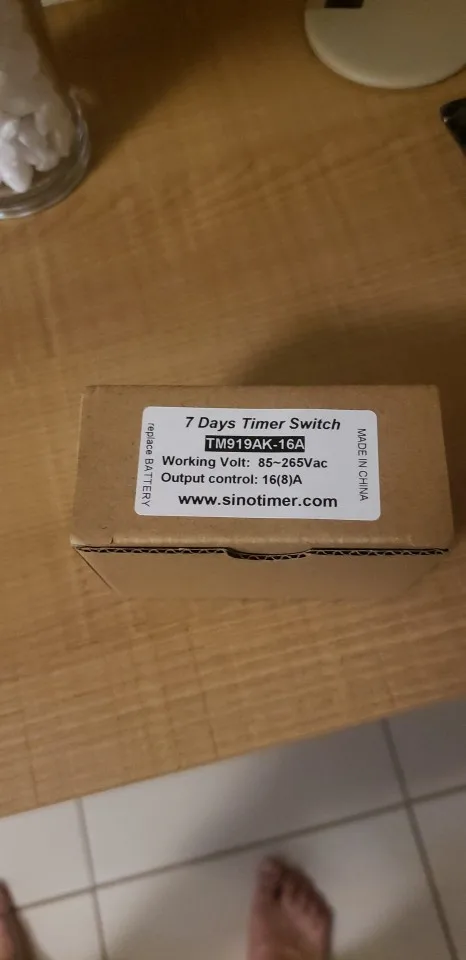 7 Days Timer Switch
TM919AK-16A
Working Volt: 85~265Vac
Output control: 16(8)A
www.sinotimer.com
replace BATTERY
MADE IN CHINA